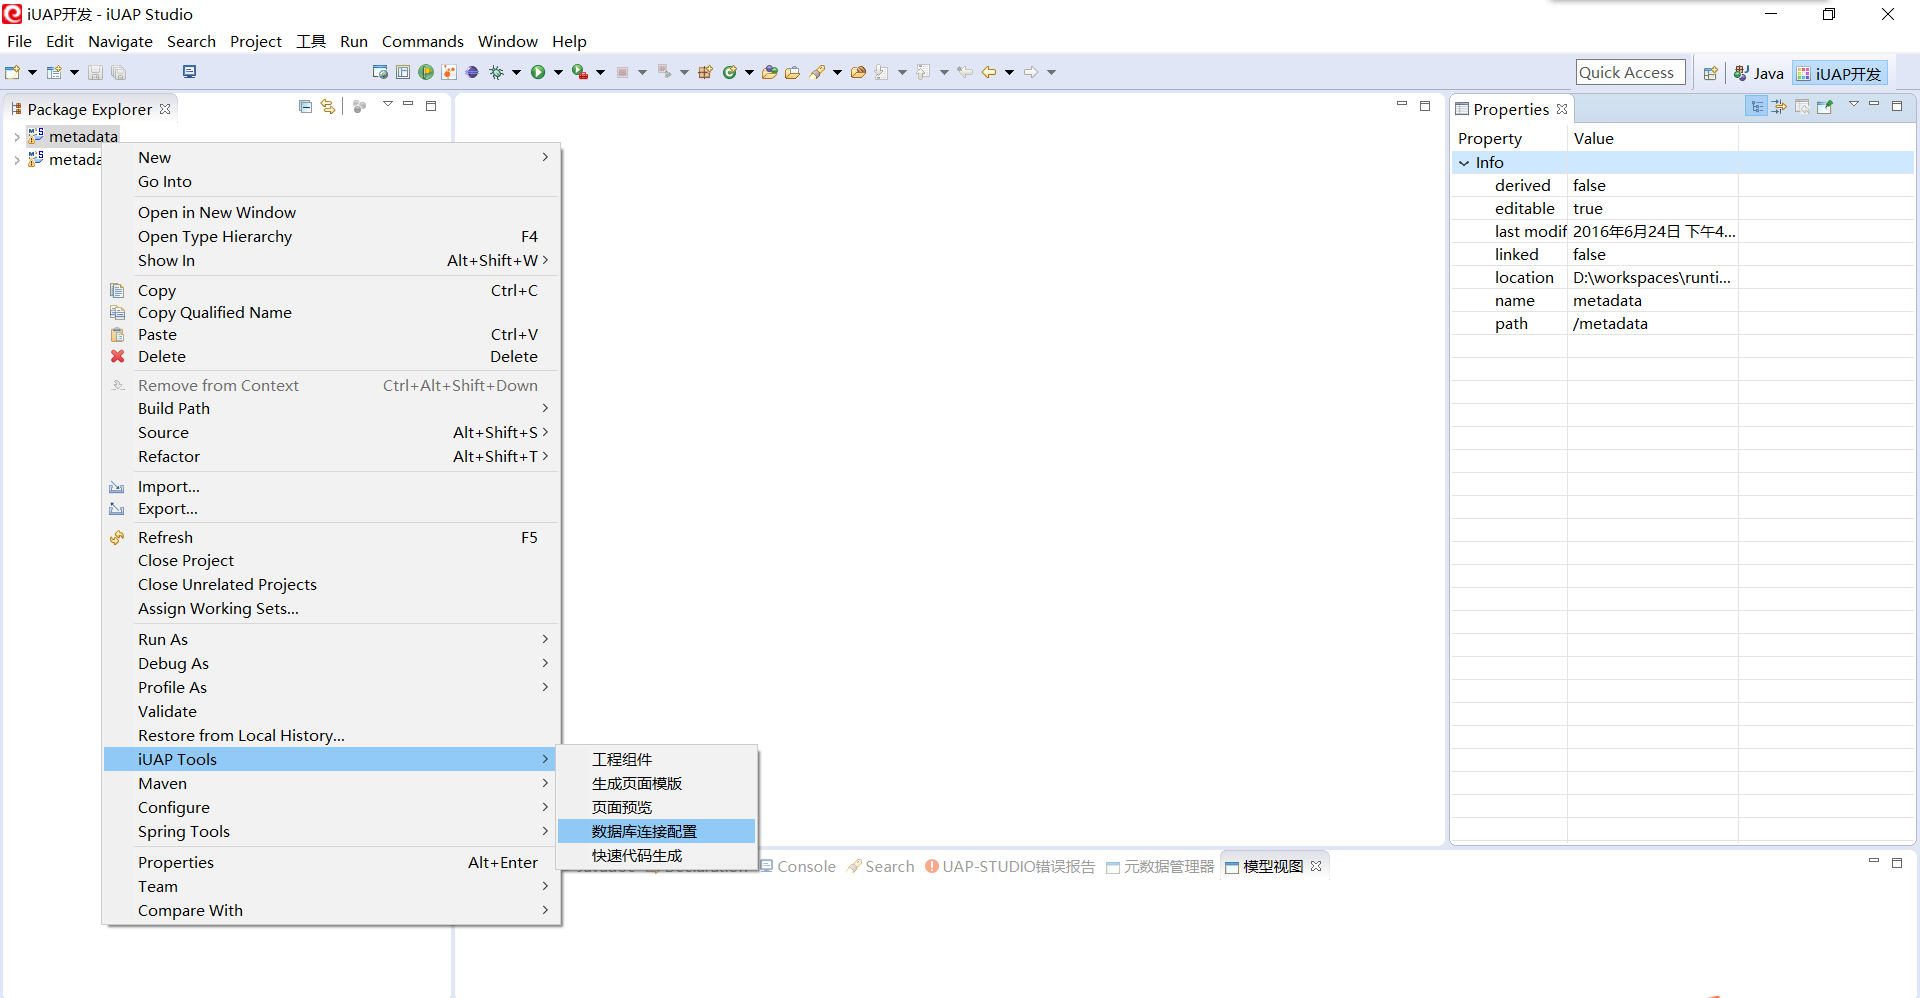 iUAP开发 - iUAP Studio
File Edit Navigate Search Project 工具 Run Commands Window Help
Quick Access
Java
iUAP开发
Package Explorer
metadata
metada
New
Go Into
Open in New Window
Open Type Hierarchy F4
Show In Alt+Shift+W
Copy Ctrl+C
Copy Qualified Name
Paste Ctrl+V
Delete Delete
Remove from Context Ctrl+Alt+Shift+Down
Build Path
Source Alt+Shift+S
Refactor Alt+Shift+T
Import...
Export...
Refresh F5
Close Project
Close Unrelated Projects
Assign Working Sets...
Run As
Debug As
Profile As
Validate
Restore from Local History...
iUAP Tools
Maven
Configure
Spring Tools
Properties Alt+Enter
Team
Compare With
工程组件
生成页面模版
页面预览
数据库连接配置
快速代码生成
Console Search UAP-STUDIO错误报告 元数据管理器 模型视图
Properties
Property Value
Info
derived false
editable true
last modif 2016年6月24日 下午4...
linked false
location D:\workspaces\runti...
name metadata
path /metadata